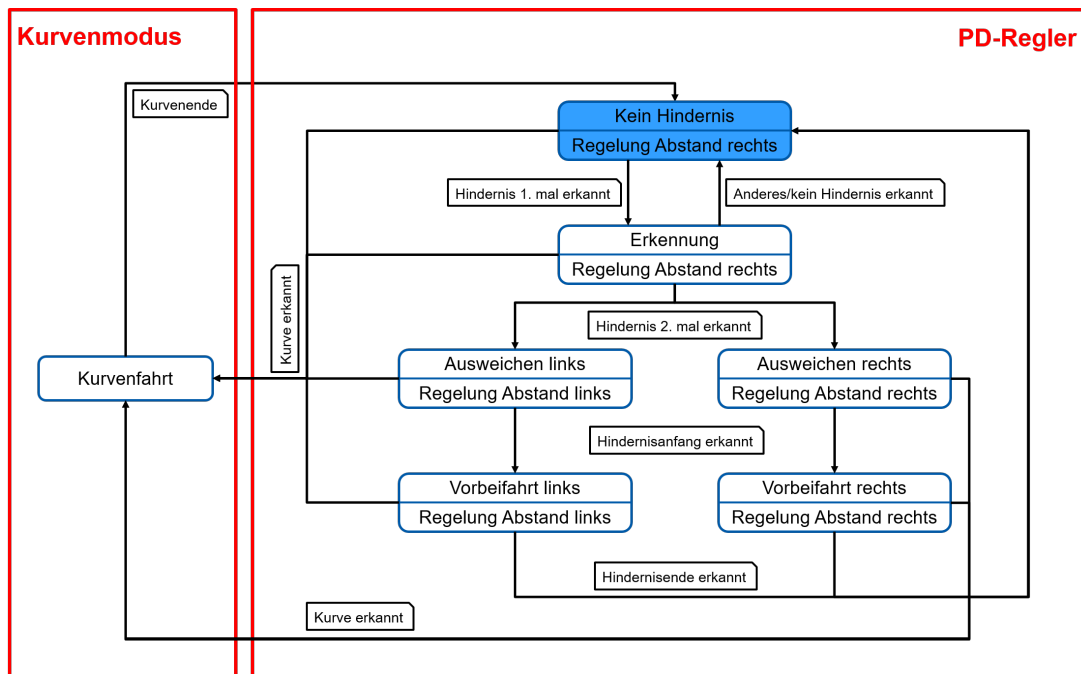 Kurvenmodus
PD-Regler
Kurvenende
Kein Hindernis
Regelung Abstand rechts
Hindernis 1. mal erkannt
Anderes/kein Hindernis erkannt
Erkennung
Regelung Abstand rechts
Kurve erkannt
Hindernis 2. mal erkannt
Kurvenfahrt
Ausweichen links
Regelung Abstand links
Ausweichen rechts
Regelung Abstand rechts
Hindernisanfang erkannt
Vorbeifahrt links
Regelung Abstand links
Vorbeifahrt rechts
Regelung Abstand rechts
Hindernisende erkannt
Kurve erkannt